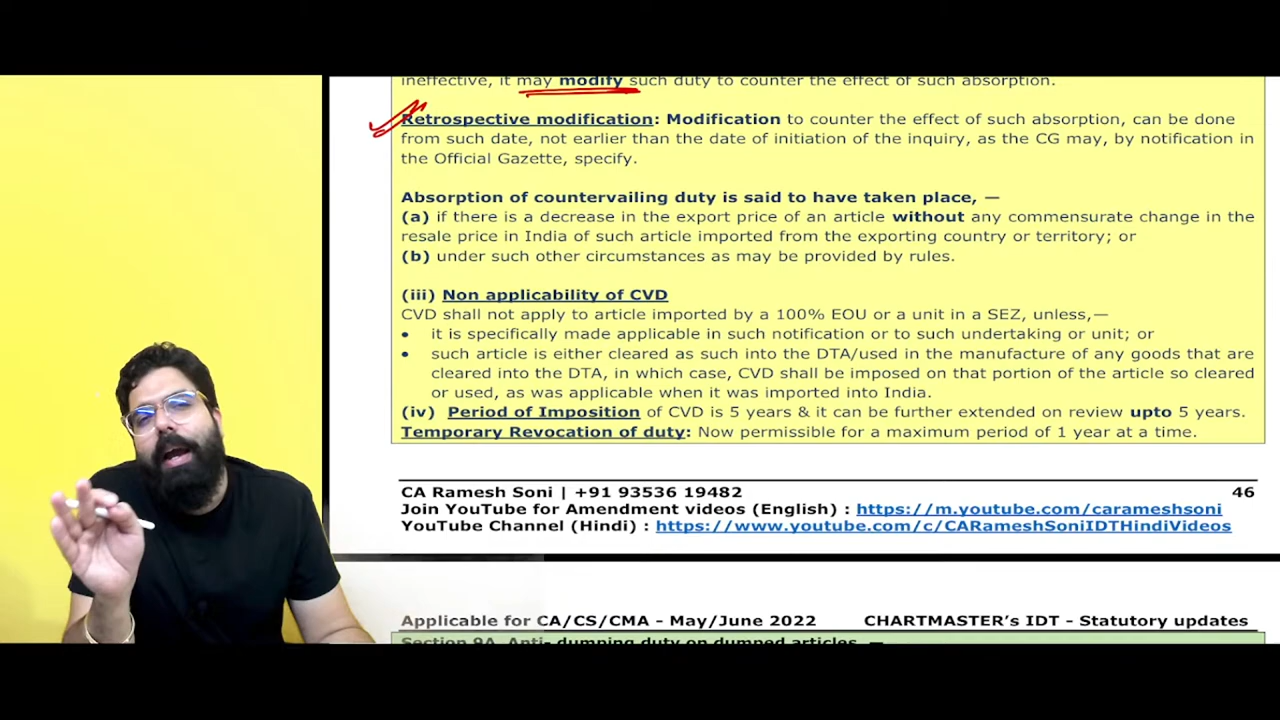 ineffective, it may modify such duty to counter the effect of such absorption.
Retrospective modification: Modification to counter the effect of such absorption, can be done
from such date, not earlier than the date of initiation of the inquiry, as the CG may, by notification in
the Official Gazette, specify.
Absorption of countervailing duty is said to have taken place, —
(a) if there is a decrease in the export price of an article without any commensurate change in the
resale price in India of such article imported from the exporting country or territory; or
(b) under such other circumstances as may be provided by rules.
(iii) Non applicability of CVD
CVD shall not apply to article imported by a 100% EOU or a unit in a SEZ, unless,—
• it is specifically made applicable in such notification or to such undertaking or unit; or
• such article is either cleared as such into the DTA/used in the manufacture of any goods that are
cleared into the DTA, in which case, CVD shall be imposed on that portion of the article so cleared
or used, as was applicable when it was imported into India.
(iv) Period of Imposition of CVD is 5 years & it can be further extended on review upto 5 years.
Temporary Revocation of duty: Now permissible for a maximum period of 1 year at a time.
CA Ramesh Soni | +91 93536 19482 46
Join YouTube for Amendment videos (English) : https://m.youtube.com/carameshsoni
YouTube Channel (Hindi) : https://www.youtube.com/c/CARameshSoniIDTHindiVideos
Applicable for CA/CS/CMA - May/June 2022 CHARTMASTER's IDT - Statutory updates
Section 9A. Anti- dumping duty on dumped articles. —